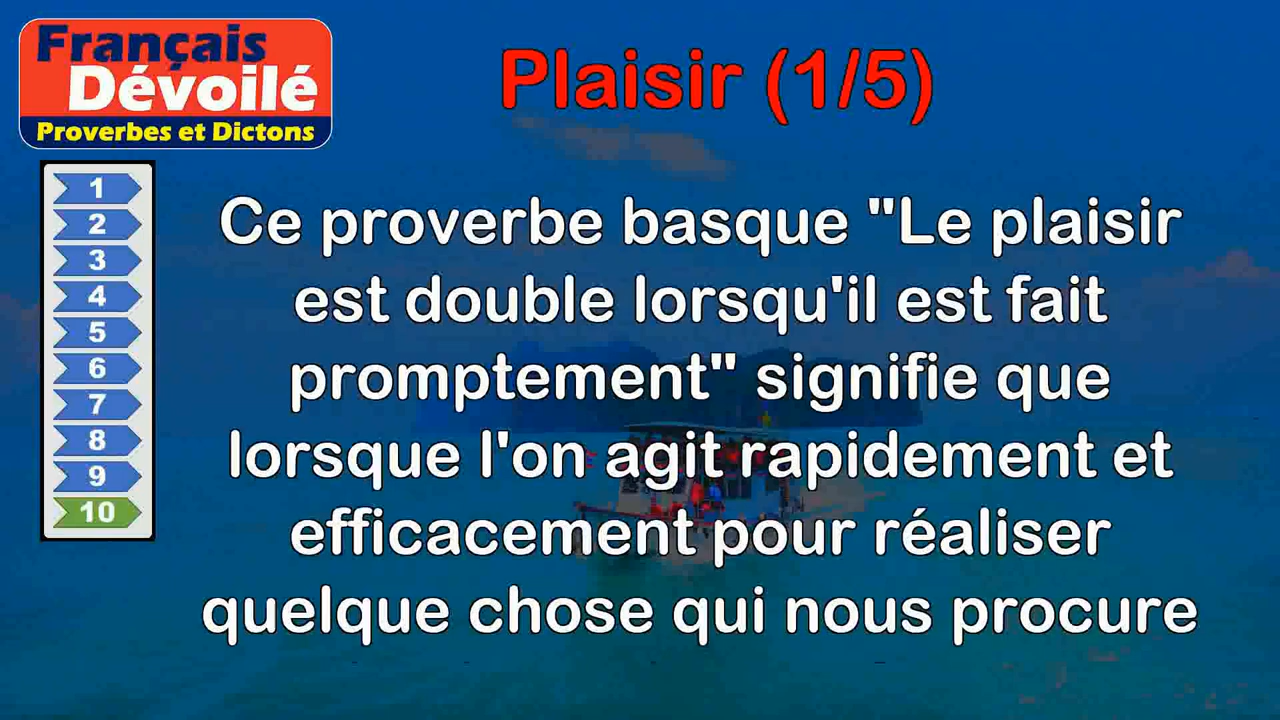 Français
Dévoilé
Proverbes et Dictons
Plaisir (1/5)
1
2
3
4
5
6
7
8
9
10
Ce proverbe basque "Le plaisir
est double lorsqu'il est fait
promptement" signifie que
lorsque l'on agit rapidement et
efficacement pour réaliser
quelque chose qui nous procure